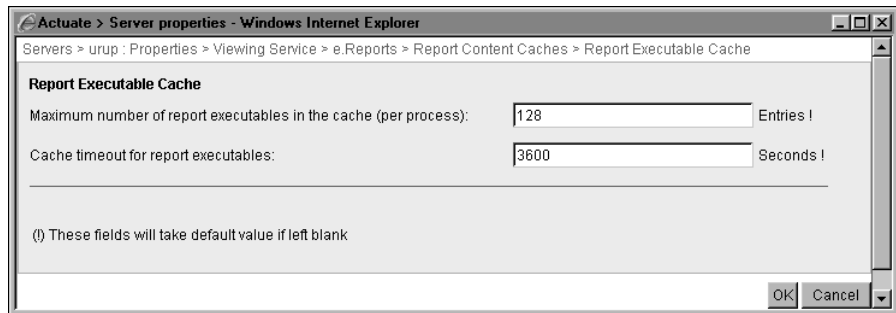 Actuate > Server properties - Windows Internet Explorer
Servers > urup : Properties > Viewing Service > e.Reports > Report Content Caches > Report Executable Cache
Report Executable Cache
Maximum number of report executables in the cache (per process): 128 Entries !
Cache timeout for report executables: 3600 Seconds !
(!) These fields will take default value if left blank
OK Cancel